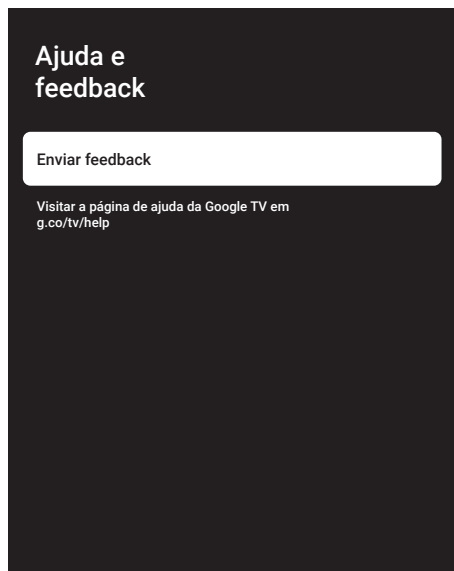 Ajuda e
feedback
Enviar feedback
Visitar a página de ajuda da Google TV em
g.co/tv/help